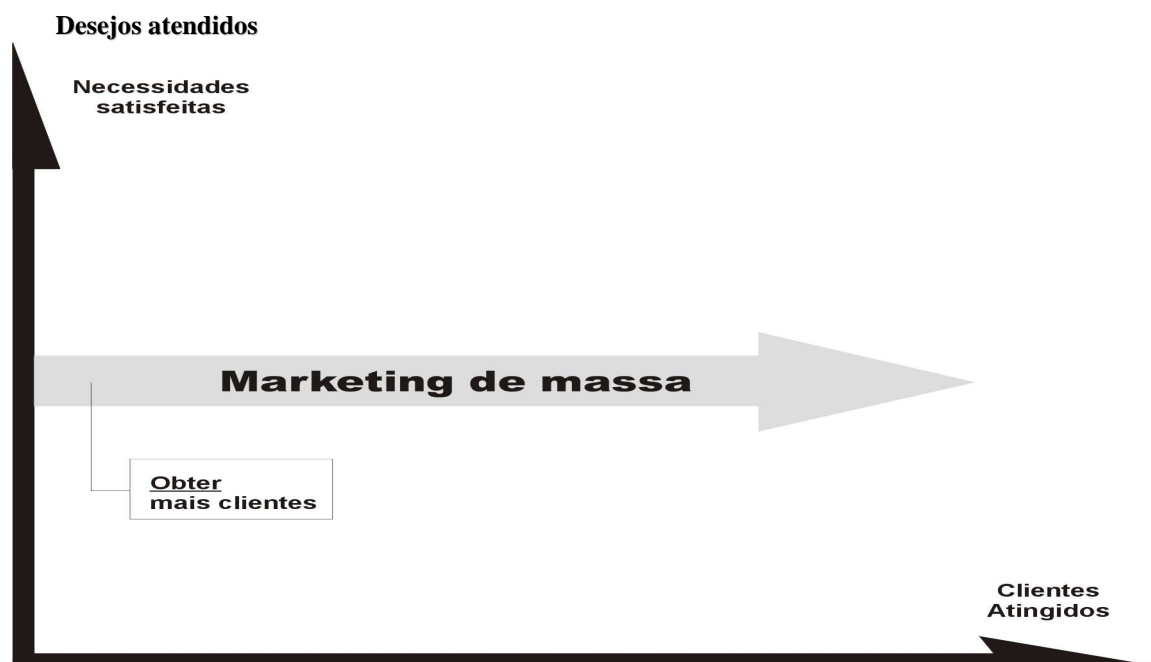 Desejos atendidos
Necessidades
satisfeitas
Marketing de massa
Obter
mais clientes
Clientes
Atingidos